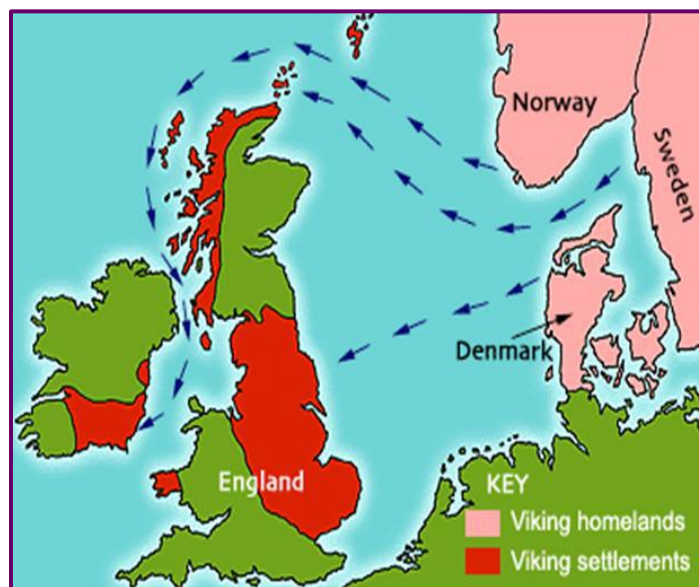 Norway
Sweden
Denmark
England
KEY
Viking homelands
Viking settlements